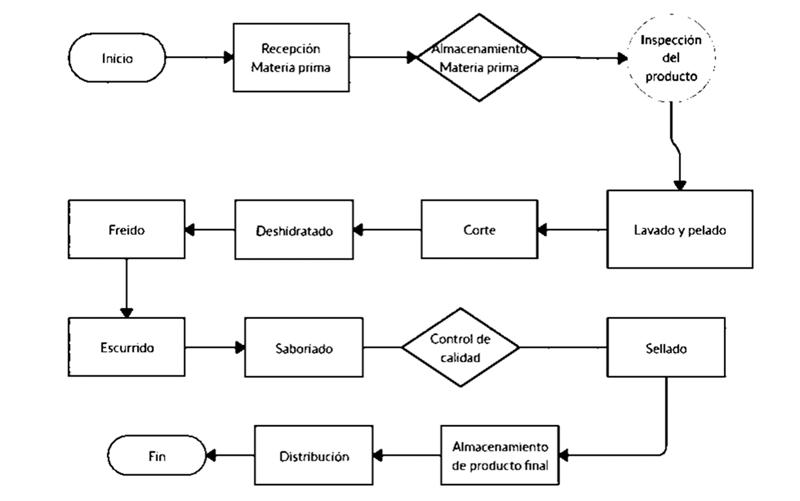 Inicio
Recepción
Materia prima
Almacenamiento
Materia prima
Inspección
del
producto
Freido
Deshidratado
Corte
Lavado y pelado
Escurrido
Saboriado
Control de
calidad
Sellado
Fin
Distribución
Almacenamiento
de producto final